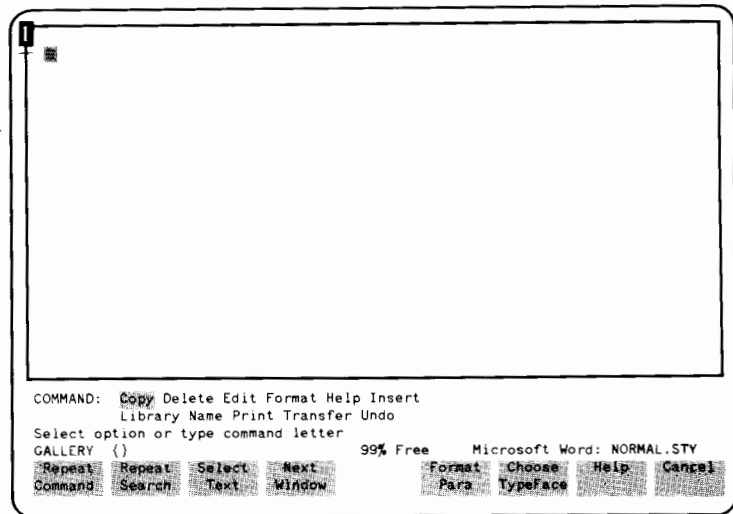 1
COMMAND: Copy Delete Edit Format Help Insert
Library Name Print Transfer Undo
Select option or type command letter
GALLERY {} 99% Free Microsoft Word: NORMAL.STY
Repeat Repeat Select Next Format Choose Help Cancel
Command Search Text Window Para TypeFace